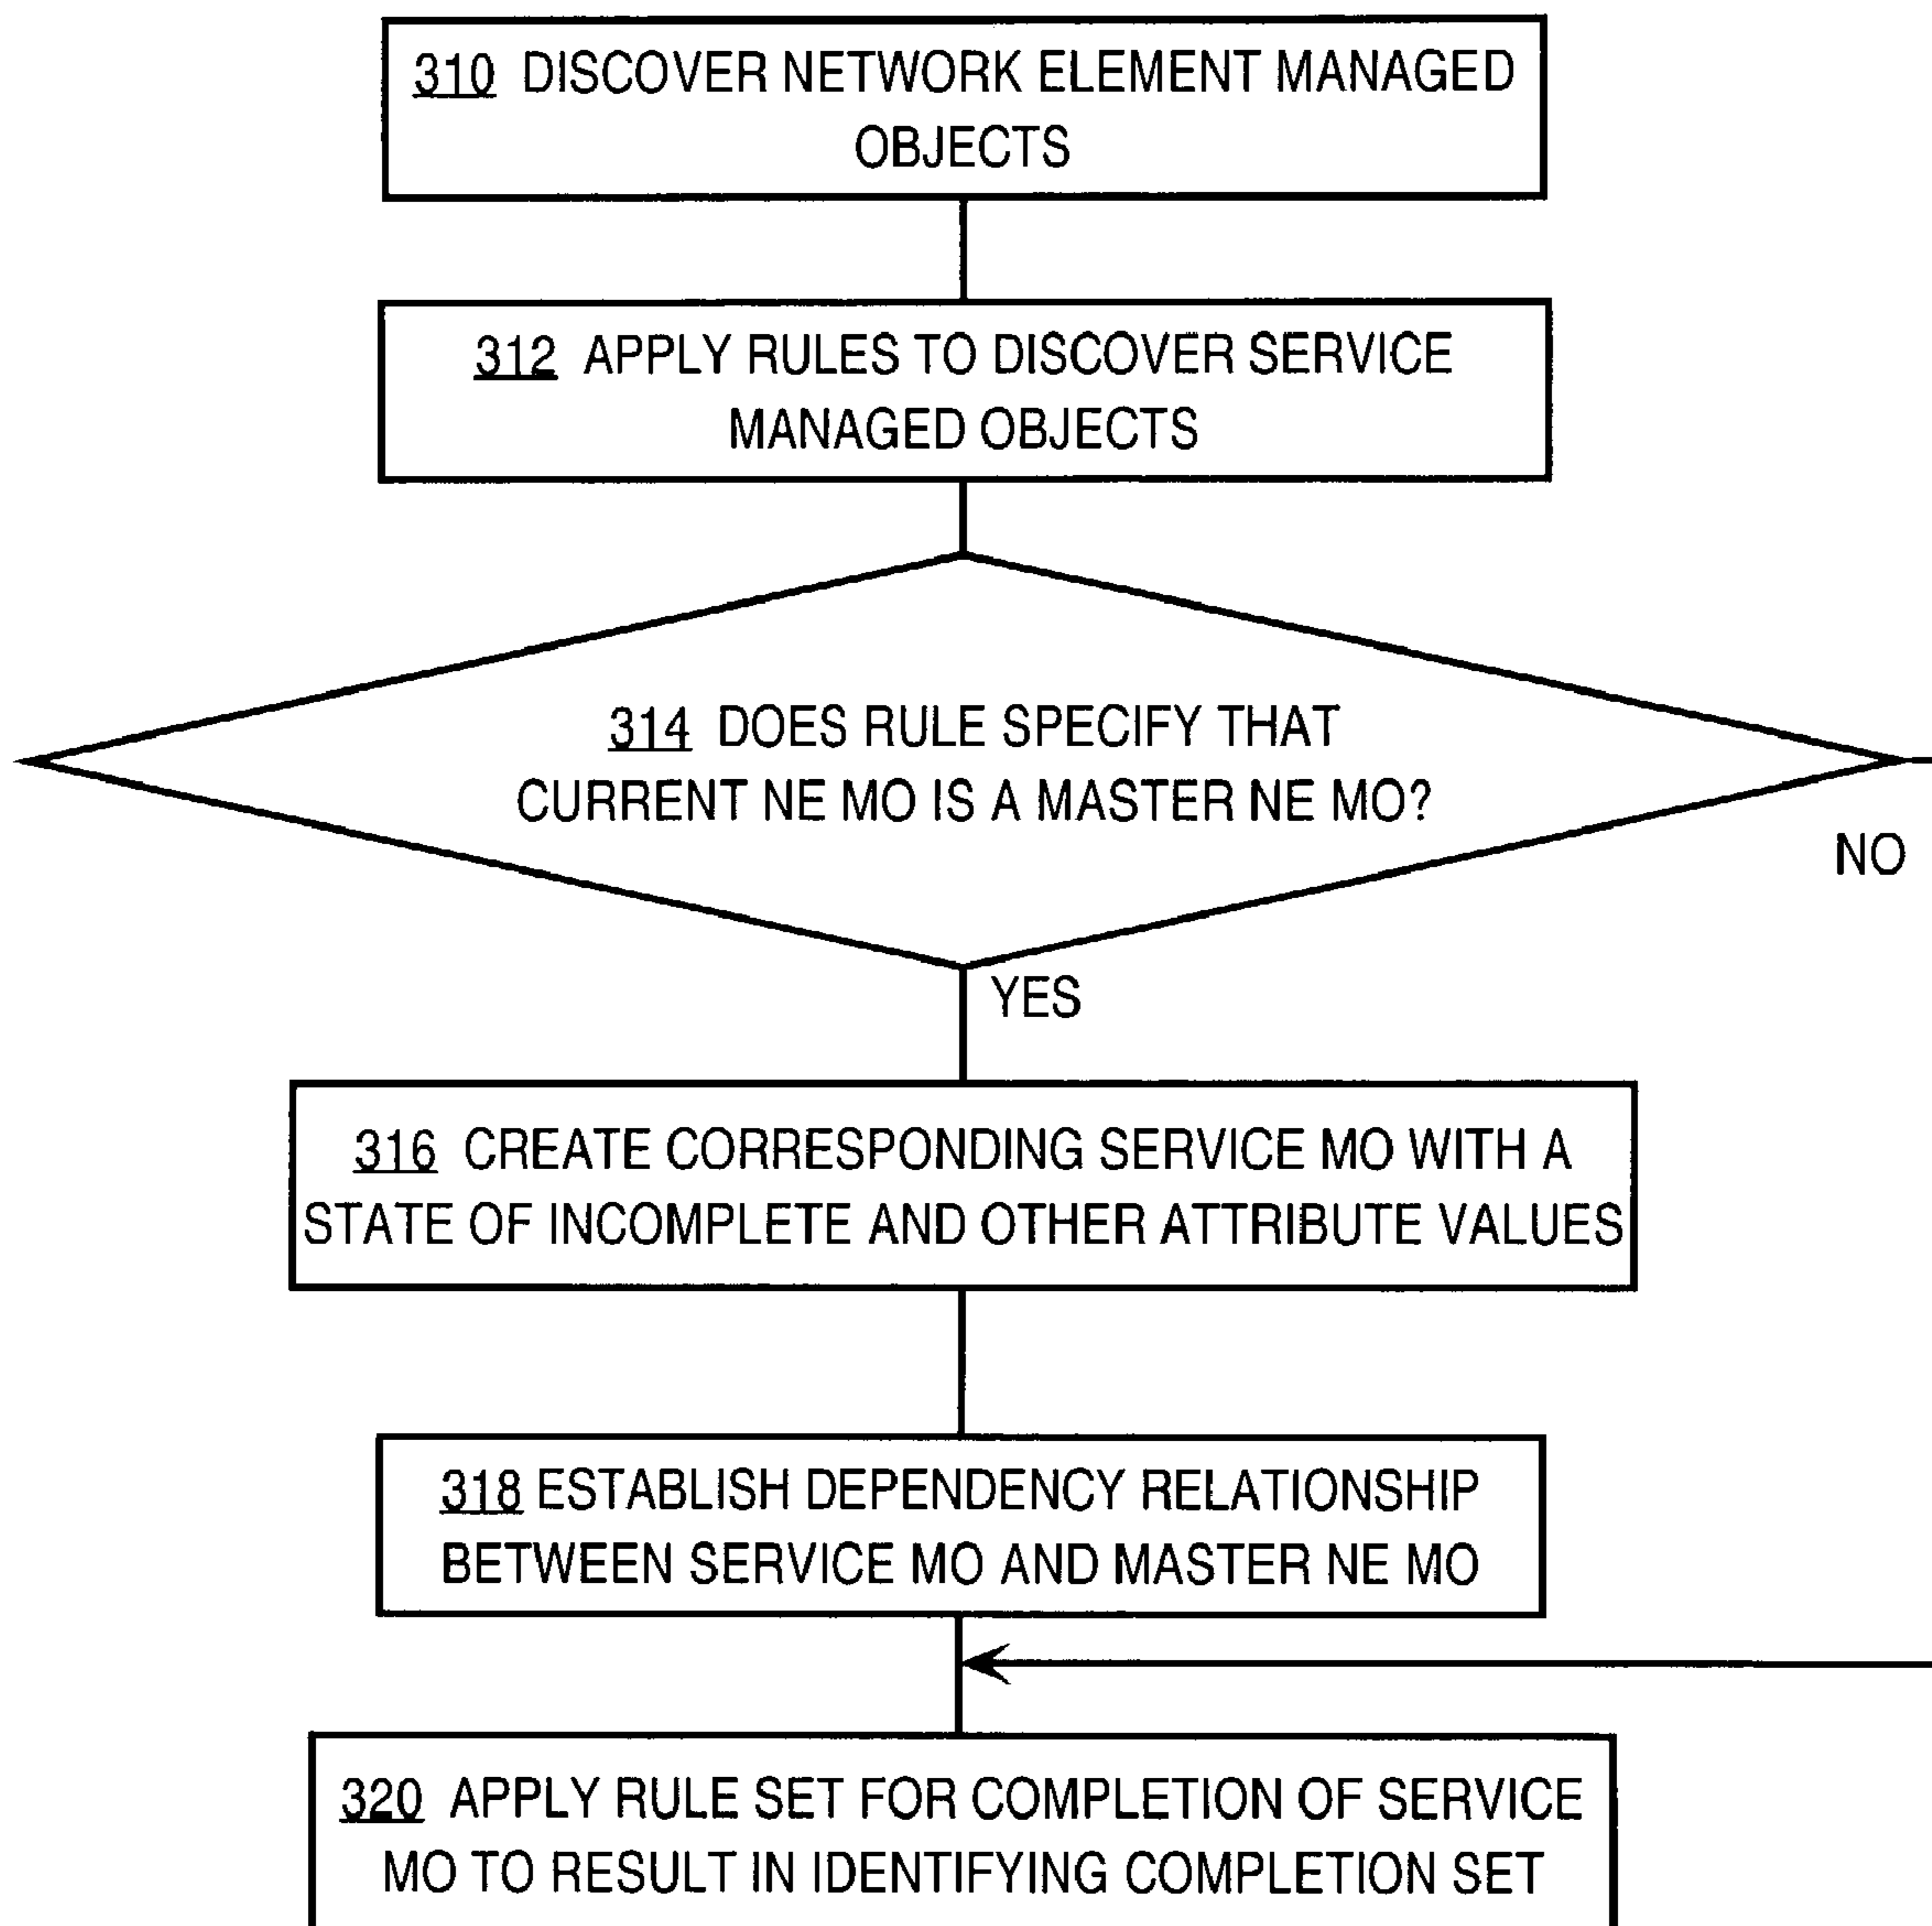 310 DISCOVER NETWORK ELEMENT MANAGED
OBJECTS
312 APPLY RULES TO DISCOVER SERVICE
MANAGED OBJECTS
314 DOES RULE SPECIFY THAT
CURRENT NE MO IS A MASTER NE MO?
NO
YES
316 CREATE CORRESPONDING SERVICE MO WITH A
STATE OF INCOMPLETE AND OTHER ATTRIBUTE VALUES
318 ESTABLISH DEPENDENCY RELATIONSHIP
BETWEEN SERVICE MO AND MASTER NE MO
320 APPLY RULE SET FOR COMPLETION OF SERVICE
MO TO RESULT IN IDENTIFYING COMPLETION SET